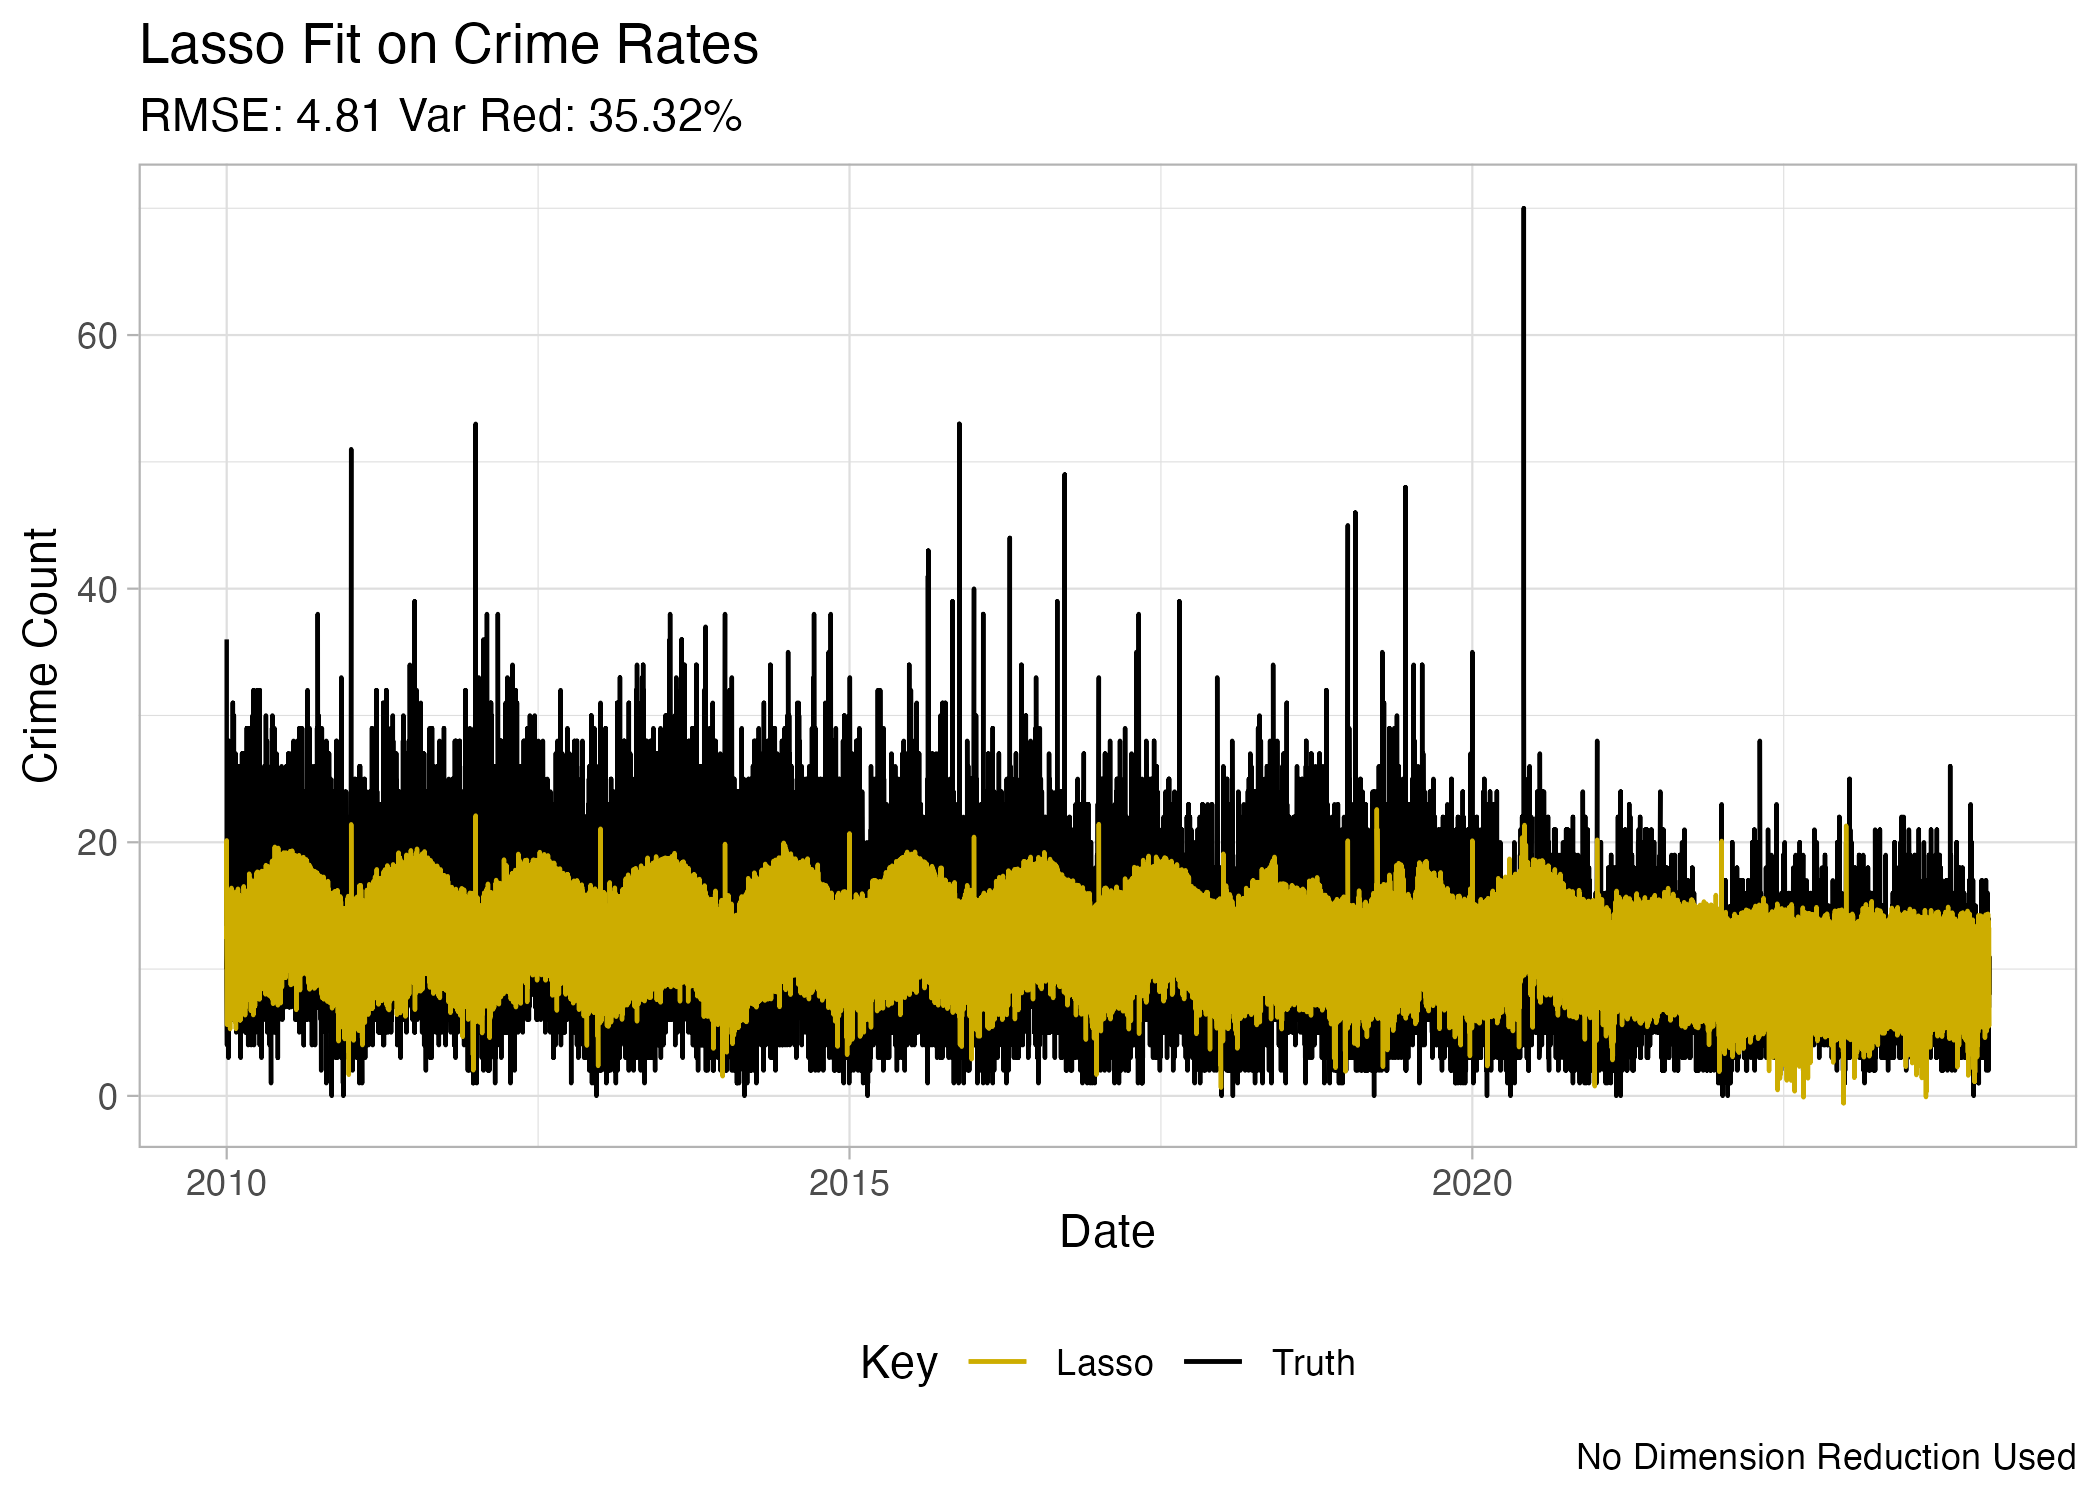 Lasso Fit on Crime Rates
RMSE: 4.81 Var Red: 35.32%
Crime Count
60
40
20
0
2010 2015 2020
Date
Key Lasso Truth
No Dimension Reduction Used